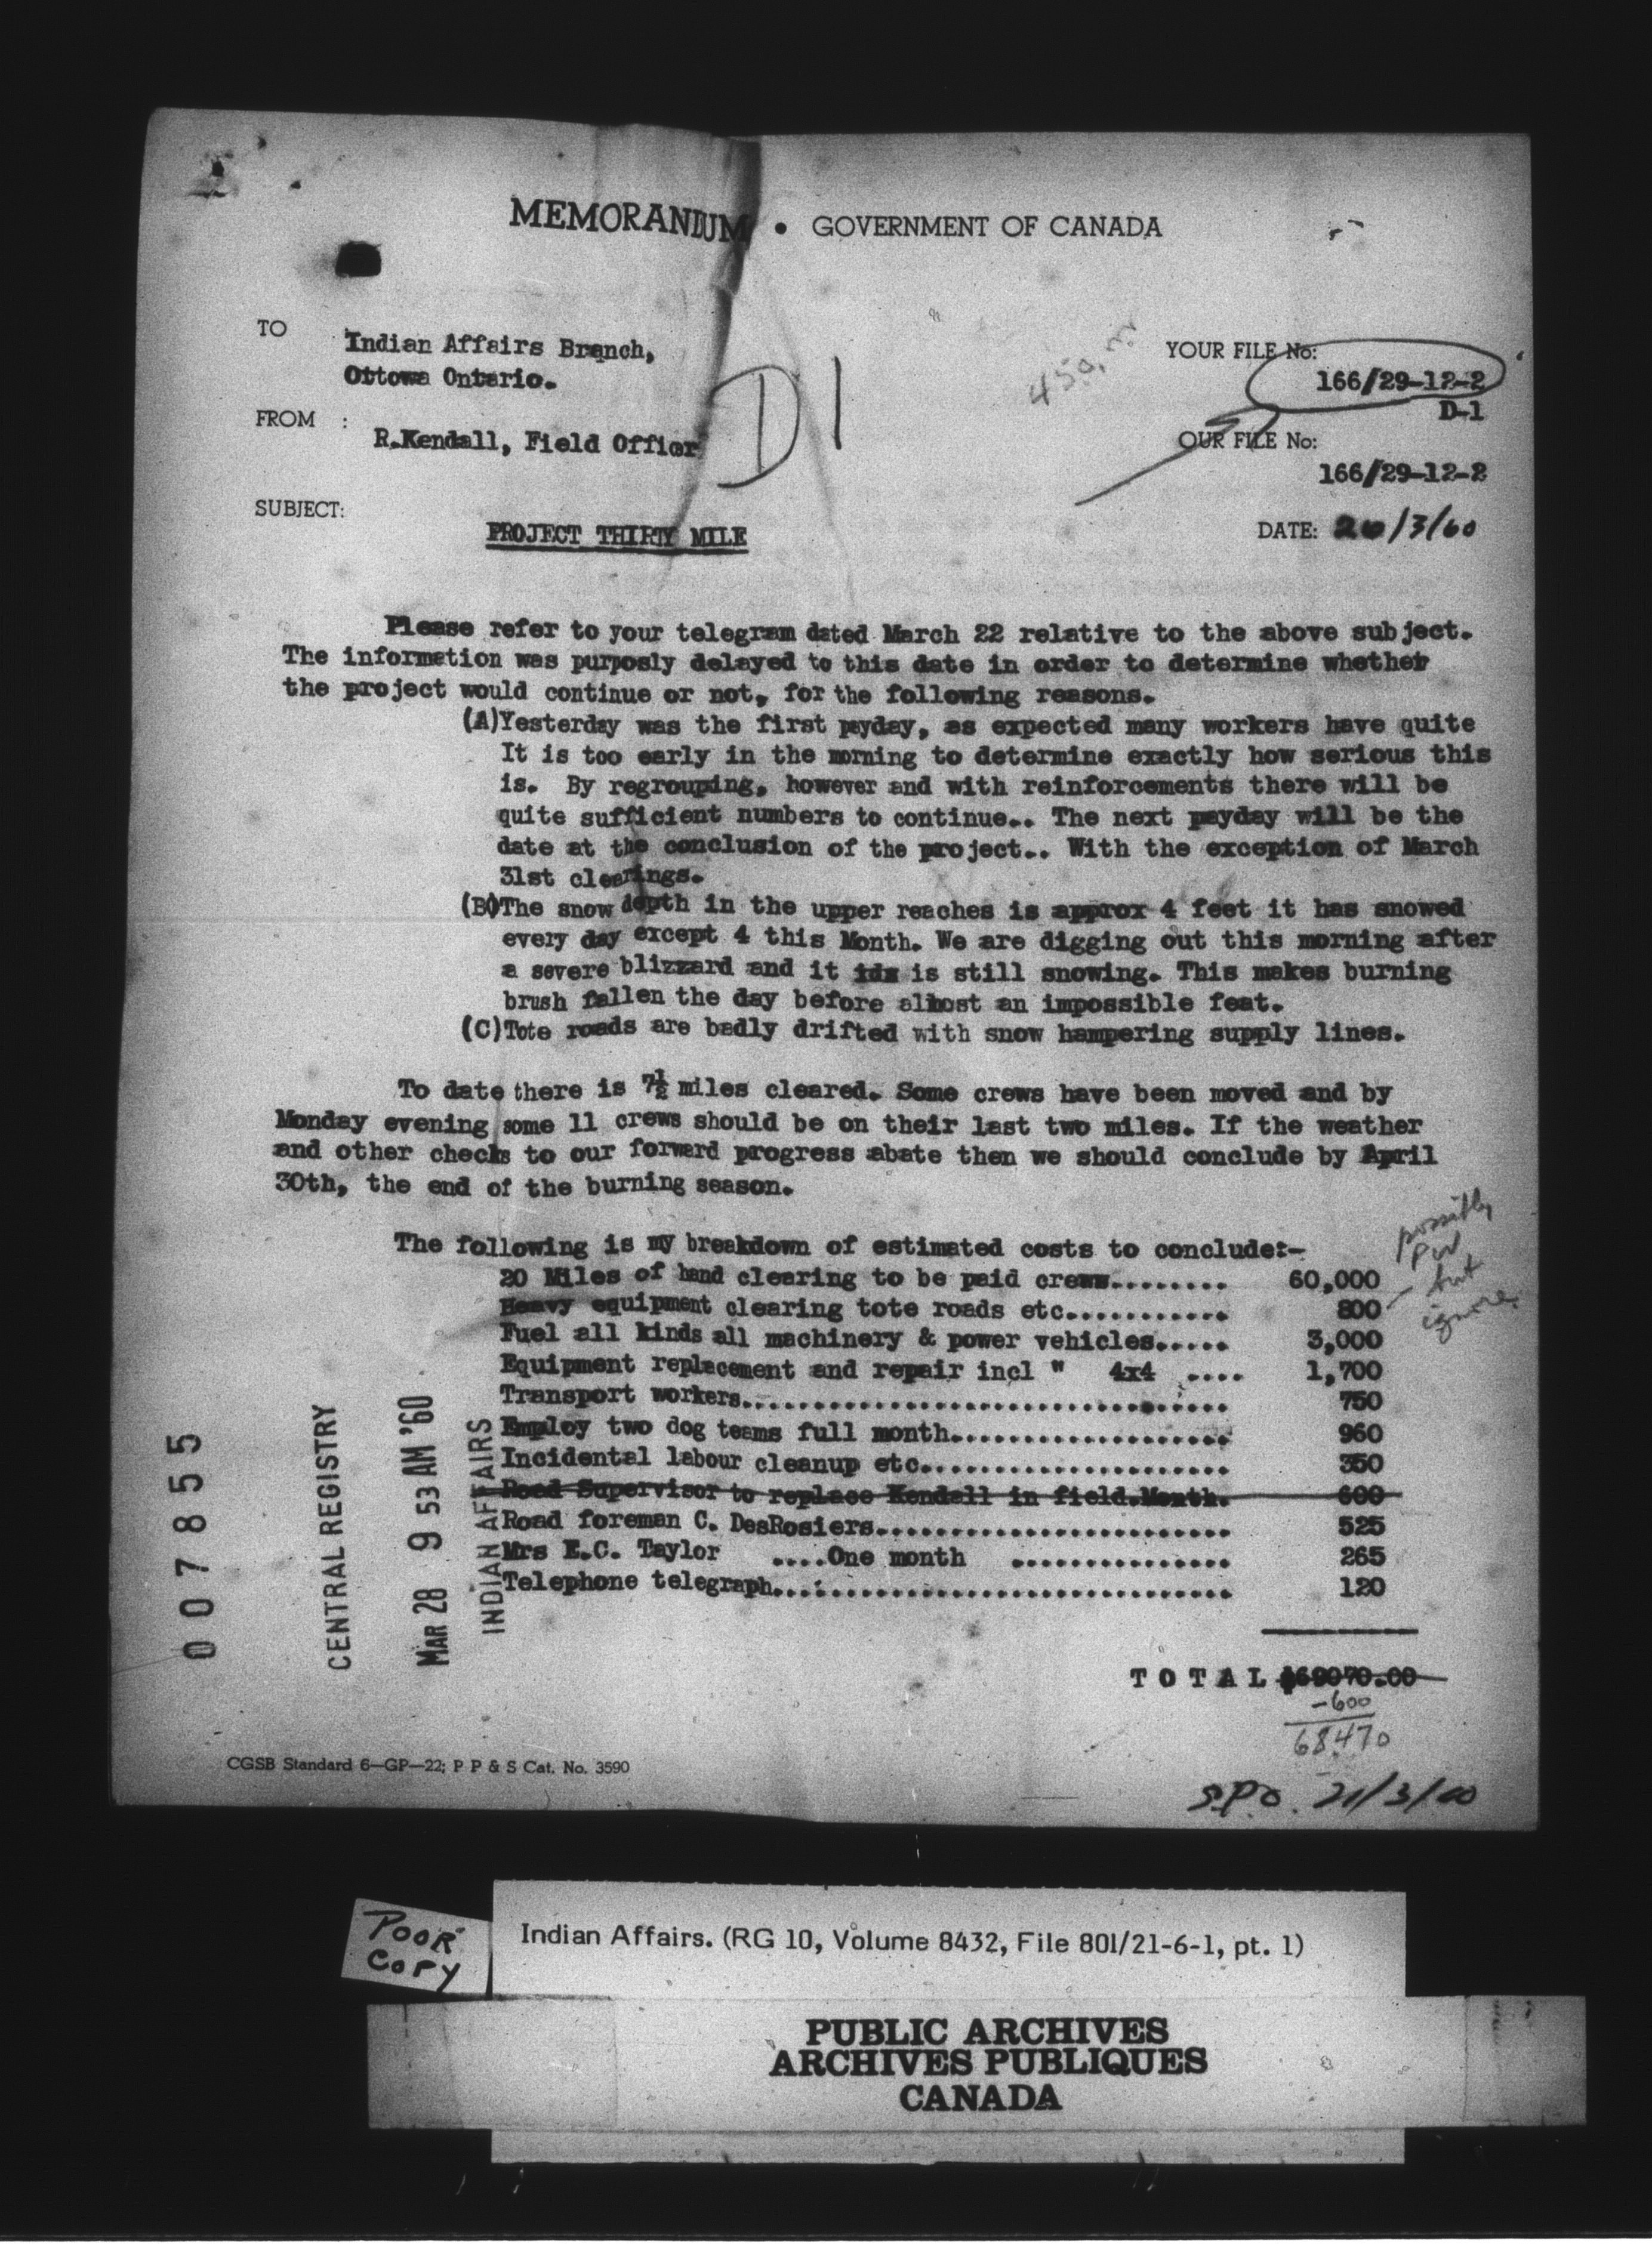 MEMORANDUM • GOVERNMENT OF CANADA
TO
Indian Affairs Branch,
Ottowa Ontario.
FROM :
R.Kendall, Field Officr
SUBJECT:
PROJECT THIRTY MILE
D1
YOUR FILE No:
166/29-12-2
D-1
OUR FILE No:
166/29-12-2
DATE: 26/3/60
Please refer to your telegram dated March 22 relative to the above subject.
The information was purposly delayed to this date in order to determine whether
the project would continue or not, for the following reasons.
(A)Yesterday was the first payday, as expected many workers have quite
It is too early in the morning to determine exactly how serious this
is. By regrouping, however and with reinforcements there will be
quite sufficient numbers to continue.. The next payday will be the
date at the conclusion of the project.. With the exception of March
31st clearings.
(B)The snow depth in the upper reaches is approx 4 feet it has snowed
every day except 4 this Month. We are digging out this morning after
a severe blizzard and it ids is still snowing. This makes burning
brush fallen the day before almost an impossible feat.
(C)Tote roads are badly drifted with snow hampering supply lines.
To date there is 7½ miles cleared. Some crews have been moved and by
Monday evening some 11 crews should be on their last two miles. If the weather
and other checks to our forward progress abate then we should conclude by April
30th, the end of the burning season.
The following is my breakdown of estimated costs to conclude:-
20 Miles of hand clearing to be paid crews........ 60,000
Heavy equipment clearing tote roads etc........... 800 - possibly PW but ignore
Fuel all kinds all machinery & power vehicles..... 3,000
Equipment replacement and repair incl " 4x4 .... 1,700
Transport workers................................. 750
Employ two dog teams full month................... 960
Incidental labour cleanup etc..................... 350
Road Supervisor to replace Kendall in field.Month. 600
Road foreman C. DesRosiers........................ 525
Mrs E.C. Taylor ....One month ............... 265
Telephone telegraph............................... 120
TOTAL $69070.00
-600
68470
S.P.O. 21/3/60
007855
CENTRAL REGISTRY
MAR 28 9 53 AM '60
INDIAN AFFAIRS
CGSB Standard 6—GP—22; P P & S Cat. No. 3590
POOR
COPY
Indian Affairs. (RG 10, Volume 8432, File 801/21-6-1, pt. 1)
PUBLIC ARCHIVES
ARCHIVES PUBLIQUES
CANADA